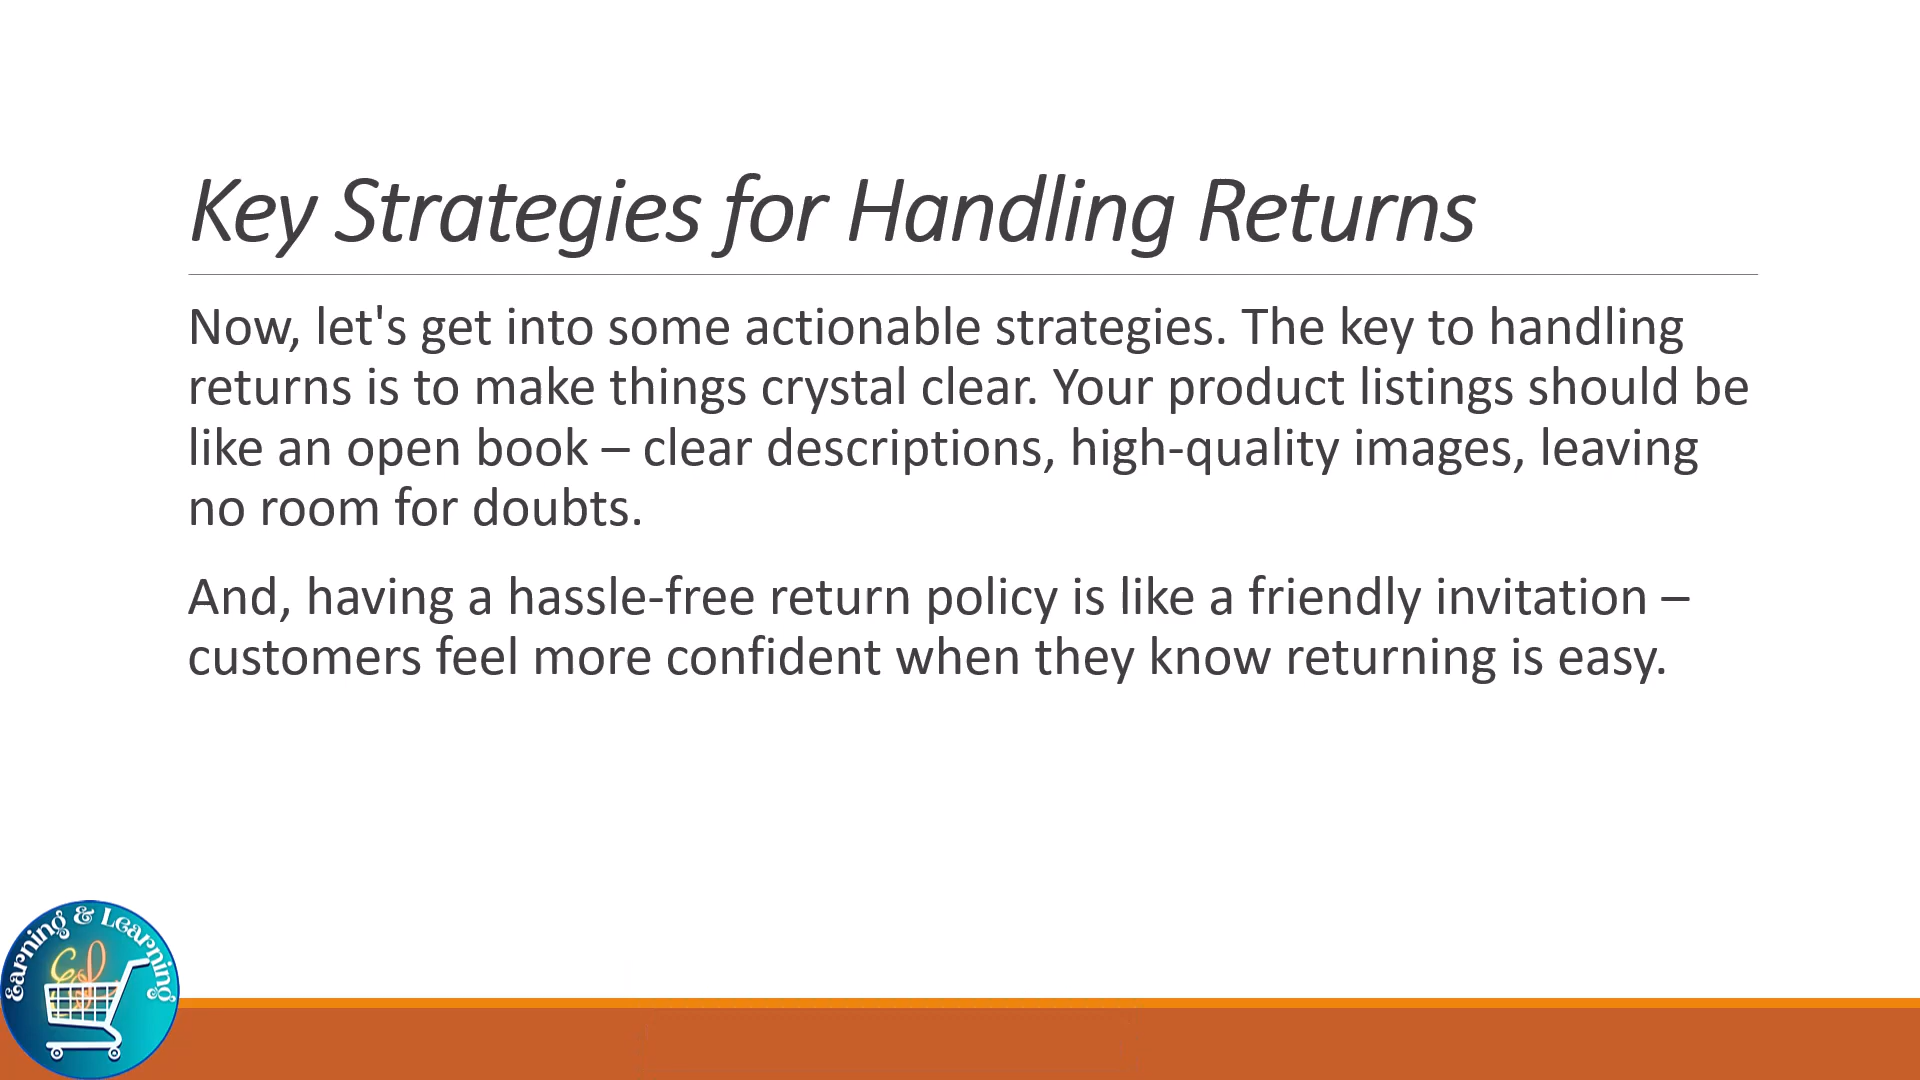 Key Strategies for Handling Returns
Now, let's get into some actionable strategies. The key to handling
returns is to make things crystal clear. Your product listings should be
like an open book – clear descriptions, high-quality images, leaving
no room for doubts.
And, having a hassle-free return policy is like a friendly invitation –
customers feel more confident when they know returning is easy.
Earning & Learning